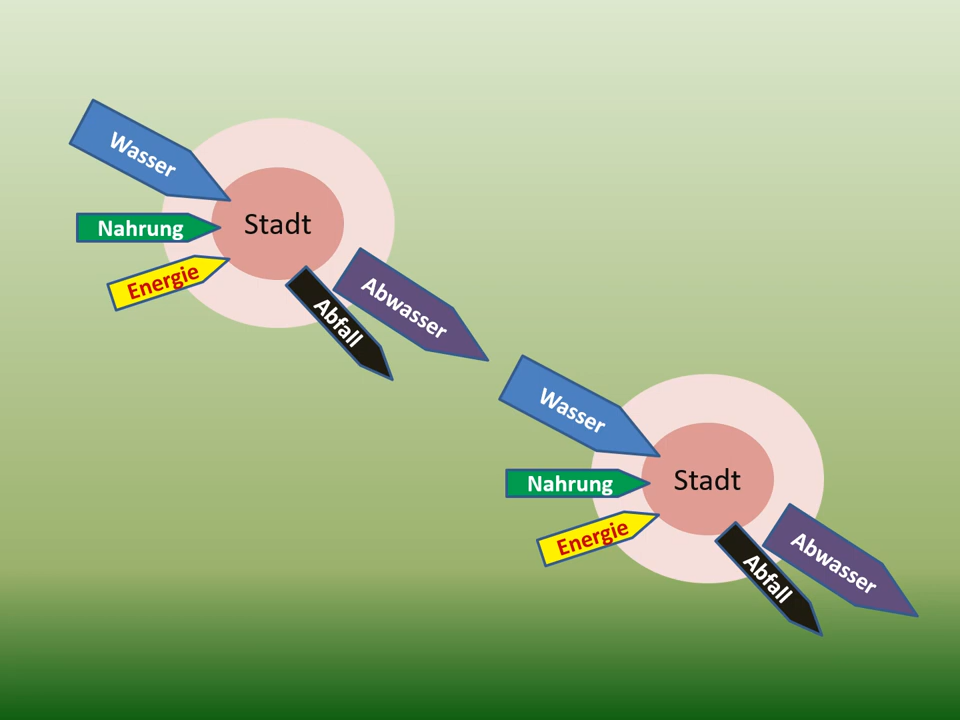 Wasser
Stadt
Nahrung
Energie
Abwasser
Abfall
Wasser
Stadt
Nahrung
Energie
Abwasser
Abfall